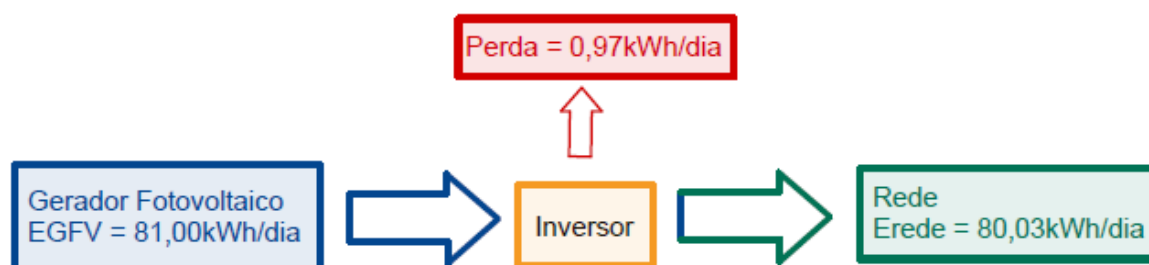 Perda = 0,97kWh/dia
Gerador Fotovoltaico
EGFV = 81,00kWh/dia
Inversor
Rede
Erede = 80,03kWh/dia